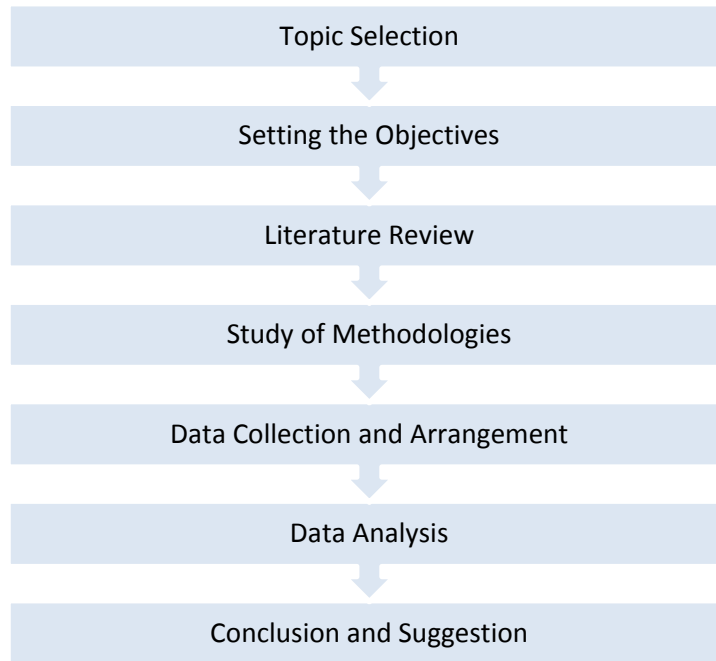 Topic Selection
Setting the Objectives
Literature Review
Study of Methodologies
Data Collection and Arrangement
Data Analysis
Conclusion and Suggestion